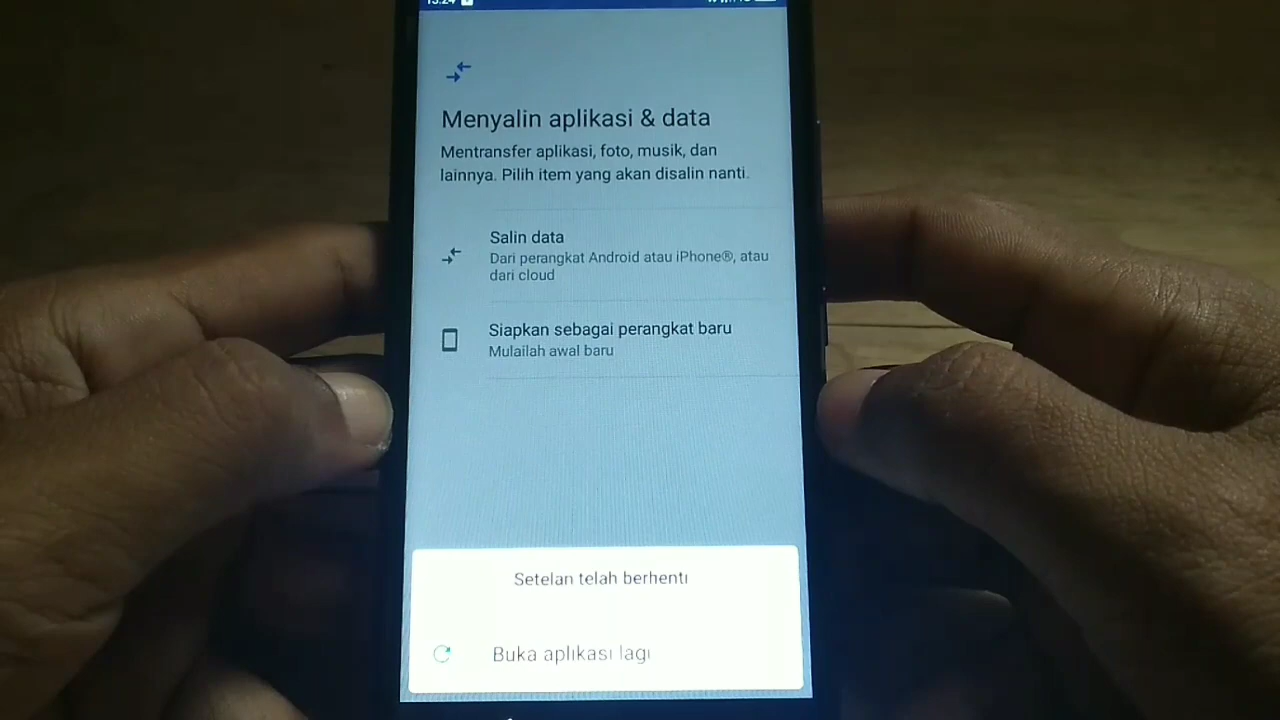 13:24
Menyalin aplikasi & data
Mentransfer aplikasi, foto, musik, dan
lainnya. Pilih item yang akan disalin nanti.
Salin data
Dari perangkat Android atau iPhone®, atau
dari cloud
Siapkan sebagai perangkat baru
Mulailah awal baru
Setelan telah berhenti
Buka aplikasi lagi